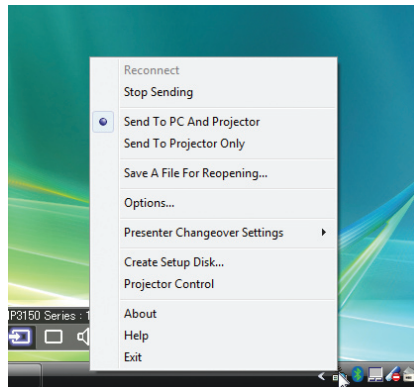 Reconnect
Stop Sending
Send To PC And Projector
Send To Projector Only
Save A File For Reopening...
Options...
Presenter Changeover Settings
Create Setup Disk...
Projector Control
About
Help
Exit
P3150 Series : 1